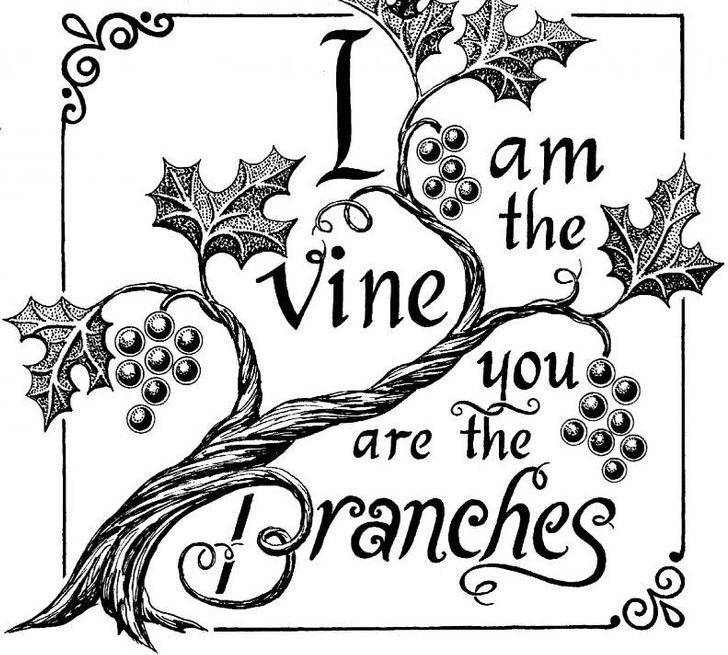 I am
the
vine
you
are the
Branches